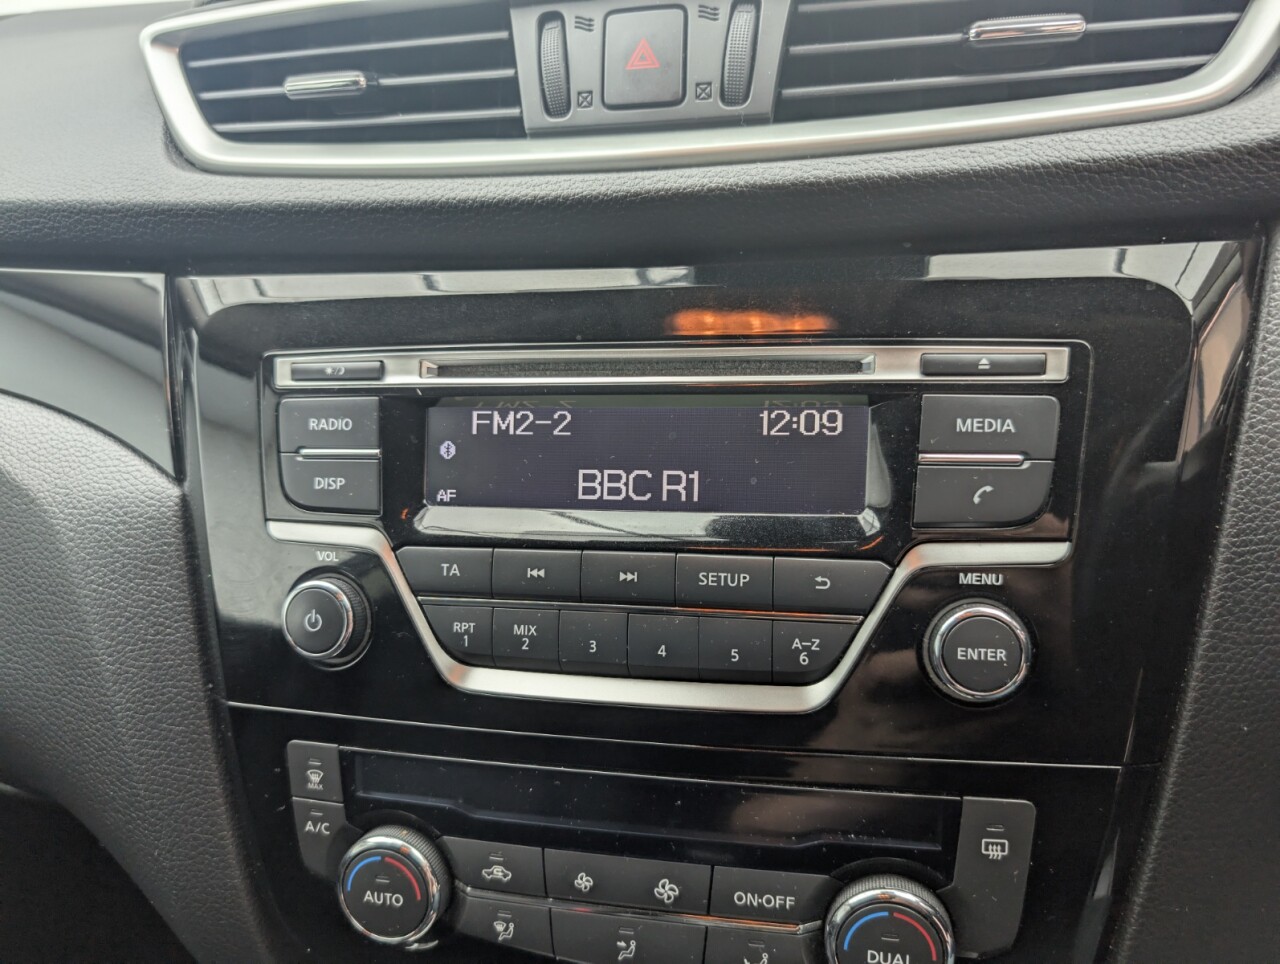 RADIO
DISP
FM2-2 12:09
AF BBC R1
MEDIA
VOL
TA
SETUP
MENU
RPT
1
MIX
2
3
4
5
A-Z
6
ENTER
MAX
A/C
AUTO
ON·OFF
DUAL